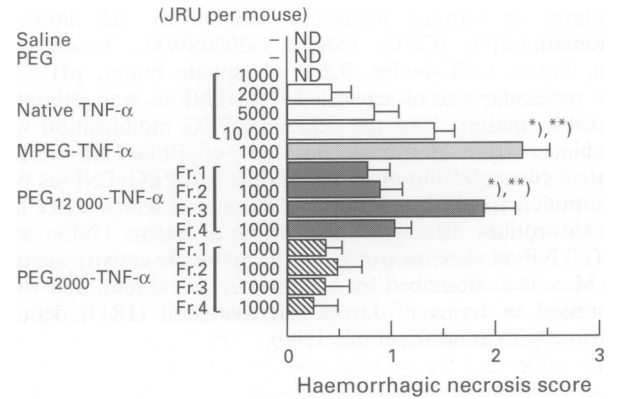 (JRU per mouse)
Saline – ND
PEG – ND
1000 ND
2000
Native TNF-α
5000
10 000 *),**)
MPEG-TNF-α 1000
Fr.1 1000
PEG12 000-TNF-α Fr.2 1000 *),**)
Fr.3 1000
Fr.4 1000
Fr.1 1000
PEG2000-TNF-α Fr.2 1000
Fr.3 1000
Fr.4 1000
0 1 2 3
Haemorrhagic necrosis score